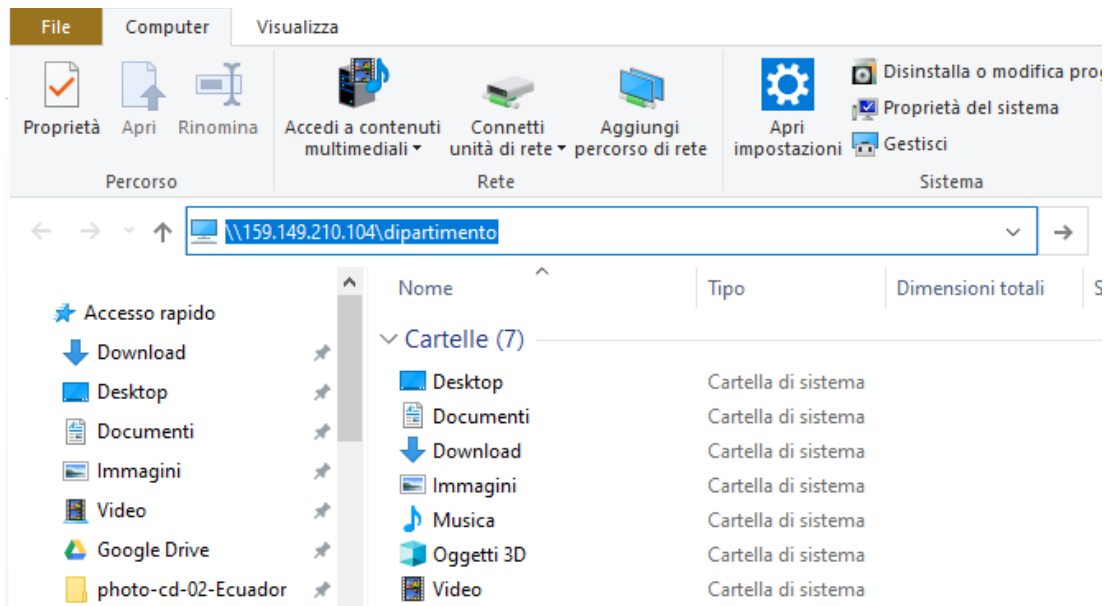 File Computer Visualizza
Proprietà Apri Rinomina
Accedi a contenuti multimediali
Connetti unità di rete
Aggiungi percorso di rete
Apri impostazioni
Disinstalla o modifica
Proprietà del sistema
Gestisci
Percorso Rete Sistema
\\159.149.210.104\dipartimento
Nome Tipo Dimensioni totali
Accesso rapido
Download
Desktop
Documenti
Immagini
Video
Google Drive
photo-cd-02-Ecuador
Cartelle (7)
Desktop Cartella di sistema
Documenti Cartella di sistema
Download Cartella di sistema
Immagini Cartella di sistema
Musica Cartella di sistema
Oggetti 3D Cartella di sistema
Video Cartella di sistema